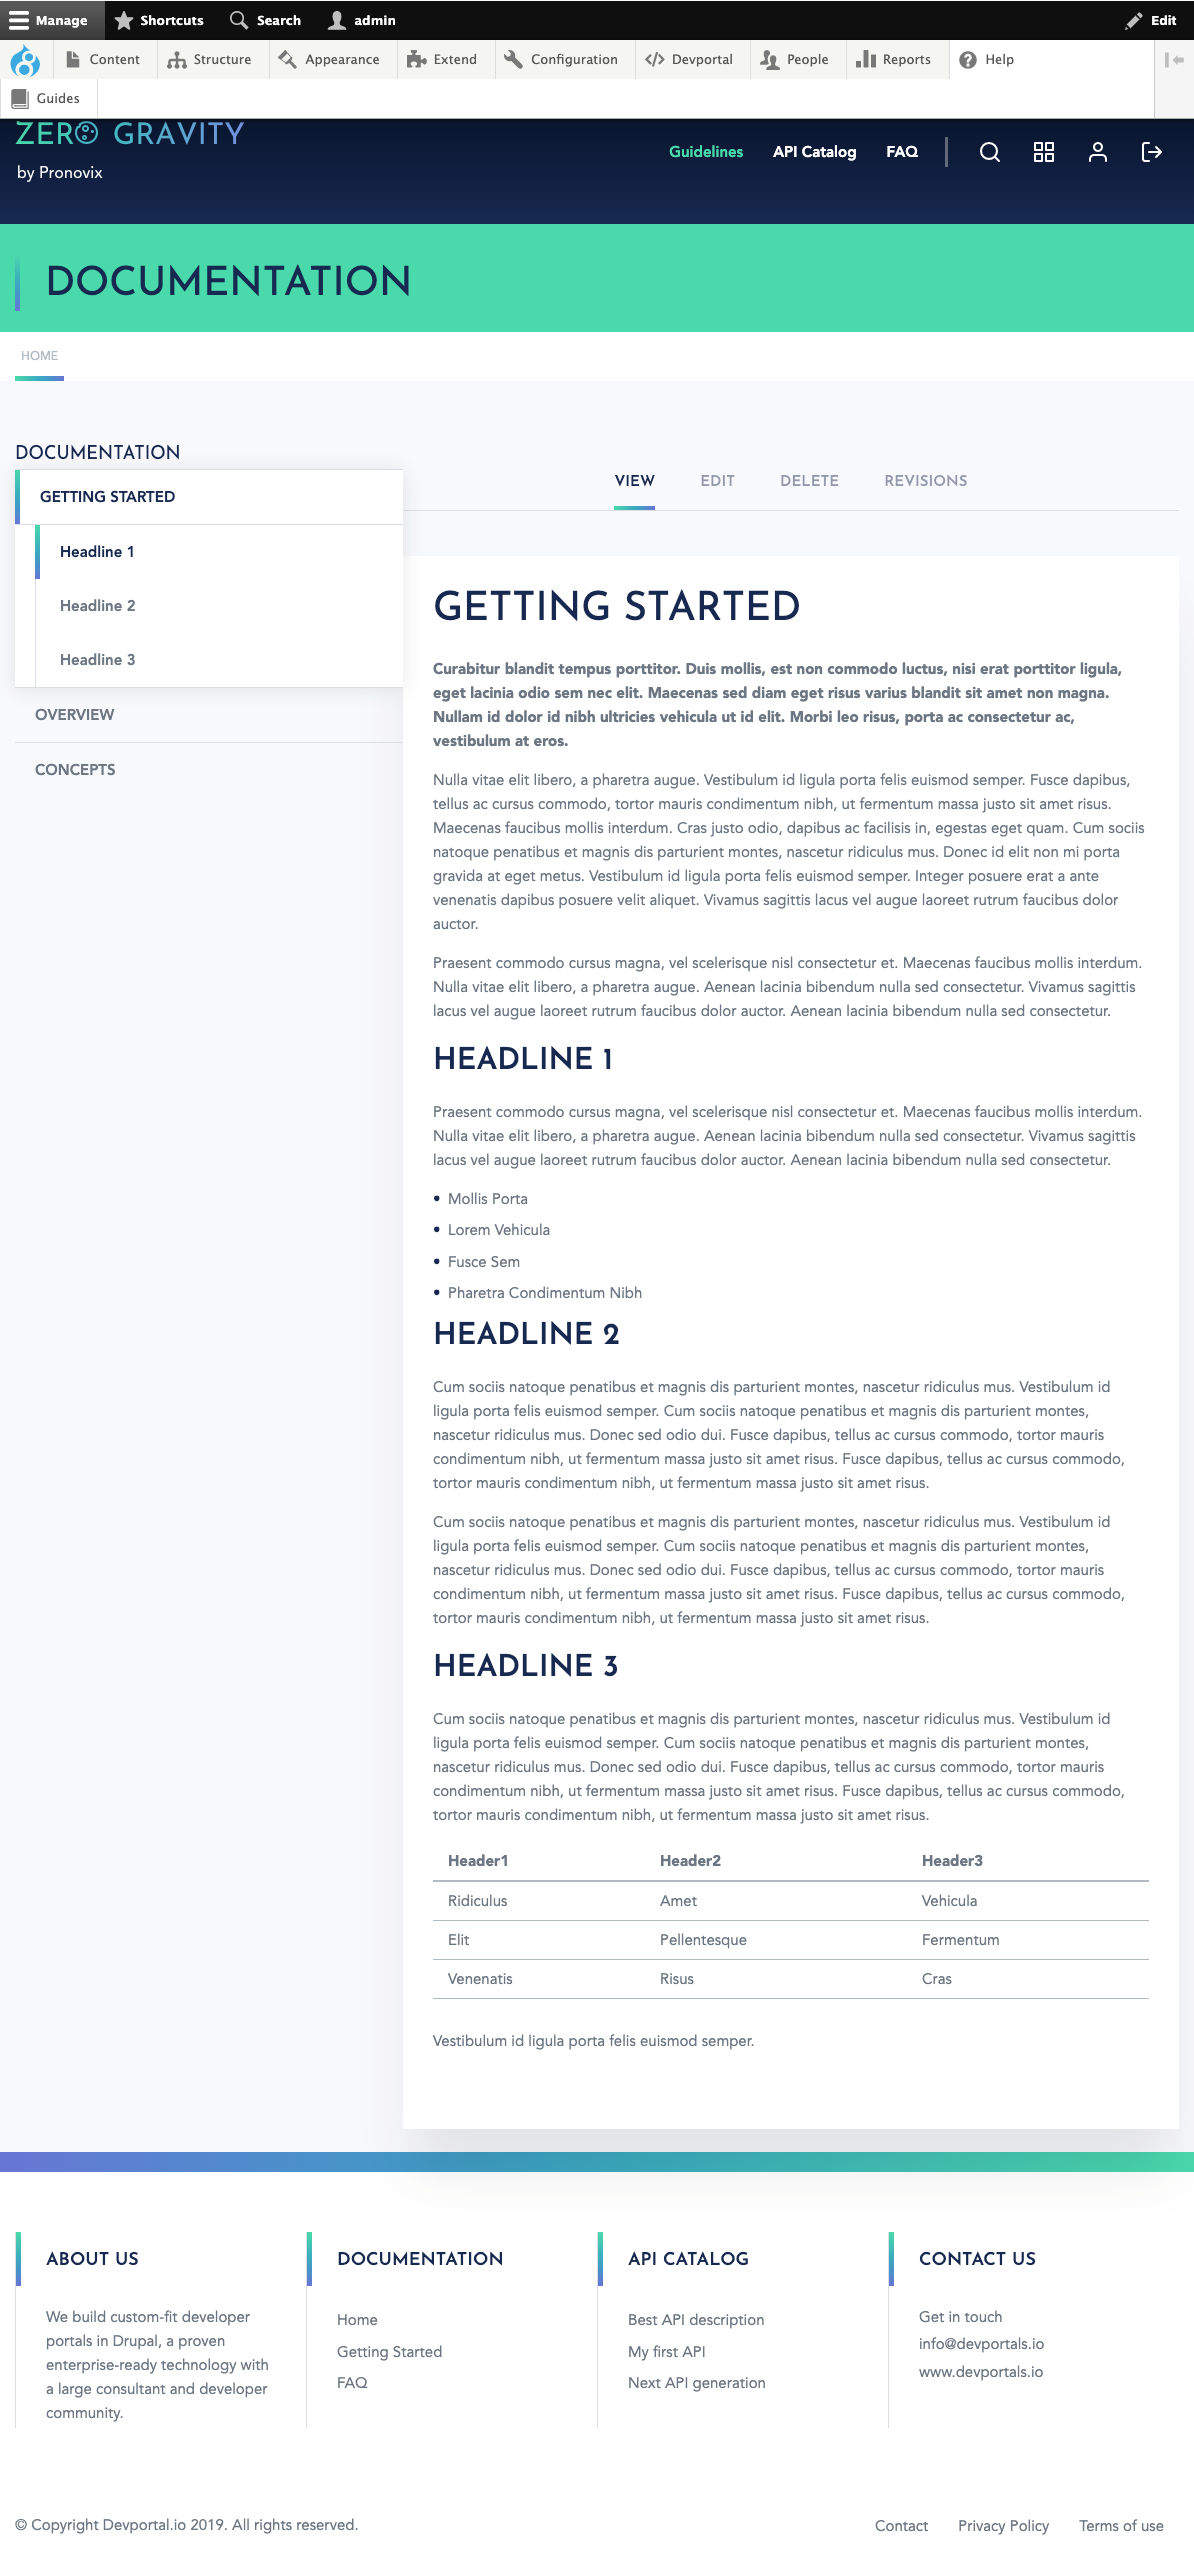 Manage Shortcuts Search admin Edit
Content Structure Appearance Extend Configuration Devportal People Reports Help
Guides
ZERO GRAVITY
by Pronovix
Guidelines API Catalog FAQ
DOCUMENTATION
HOME
DOCUMENTATION
GETTING STARTED
Headline 1
Headline 2
Headline 3
OVERVIEW
CONCEPTS
VIEW EDIT DELETE REVISIONS
GETTING STARTED
Curabitur blandit tempus porttitor. Duis mollis, est non commodo luctus, nisi erat porttitor ligula,
eget lacinia odio sem nec elit. Maecenas sed diam eget risus varius blandit sit amet non magna.
Nullam id dolor id nibh ultricies vehicula ut id elit. Morbi leo risus, porta ac consectetur ac,
vestibulum at eros.
Nulla vitae elit libero, a pharetra augue. Vestibulum id ligula porta felis euismod semper. Fusce dapibus,
tellus ac cursus commodo, tortor mauris condimentum nibh, ut fermentum massa justo sit amet risus.
Maecenas faucibus mollis interdum. Cras justo odio, dapibus ac facilisis in, egestas eget quam. Cum sociis
natoque penatibus et magnis dis parturient montes, nascetur ridiculus mus. Donec id elit non mi porta
gravida at eget metus. Vestibulum id ligula porta felis euismod semper. Integer posuere erat a ante
venenatis dapibus posuere velit aliquet. Vivamus sagittis lacus vel augue laoreet rutrum faucibus dolor
auctor.
Praesent commodo cursus magna, vel scelerisque nisl consectetur et. Maecenas faucibus mollis interdum.
Nulla vitae elit libero, a pharetra augue. Aenean lacinia bibendum nulla sed consectetur. Vivamus sagittis
lacus vel augue laoreet rutrum faucibus dolor auctor. Aenean lacinia bibendum nulla sed consectetur.
HEADLINE 1
Praesent commodo cursus magna, vel scelerisque nisl consectetur et. Maecenas faucibus mollis interdum.
Nulla vitae elit libero, a pharetra augue. Aenean lacinia bibendum nulla sed consectetur. Vivamus sagittis
lacus vel augue laoreet rutrum faucibus dolor auctor. Aenean lacinia bibendum nulla sed consectetur.
• Mollis Porta
• Lorem Vehicula
• Fusce Sem
• Pharetra Condimentum Nibh
HEADLINE 2
Cum sociis natoque penatibus et magnis dis parturient montes, nascetur ridiculus mus. Vestibulum id
ligula porta felis euismod semper. Cum sociis natoque penatibus et magnis dis parturient montes,
nascetur ridiculus mus. Donec sed odio dui. Fusce dapibus, tellus ac cursus commodo, tortor mauris
condimentum nibh, ut fermentum massa justo sit amet risus. Fusce dapibus, tellus ac cursus commodo,
tortor mauris condimentum nibh, ut fermentum massa justo sit amet risus.
Cum sociis natoque penatibus et magnis dis parturient montes, nascetur ridiculus mus. Vestibulum id
ligula porta felis euismod semper. Cum sociis natoque penatibus et magnis dis parturient montes,
nascetur ridiculus mus. Donec sed odio dui. Fusce dapibus, tellus ac cursus commodo, tortor mauris
condimentum nibh, ut fermentum massa justo sit amet risus. Fusce dapibus, tellus ac cursus commodo,
tortor mauris condimentum nibh, ut fermentum massa justo sit amet risus.
HEADLINE 3
Cum sociis natoque penatibus et magnis dis parturient montes, nascetur ridiculus mus. Vestibulum id
ligula porta felis euismod semper. Cum sociis natoque penatibus et magnis dis parturient montes,
nascetur ridiculus mus. Donec sed odio dui. Fusce dapibus, tellus ac cursus commodo, tortor mauris
condimentum nibh, ut fermentum massa justo sit amet risus. Fusce dapibus, tellus ac cursus commodo,
tortor mauris condimentum nibh, ut fermentum massa justo sit amet risus.
Header1 Header2 Header3
Ridiculus Amet Vehicula
Elit Pellentesque Fermentum
Venenatis Risus Cras
Vestibulum id ligula porta felis euismod semper.
ABOUT US
We build custom-fit developer
portals in Drupal, a proven
enterprise-ready technology with
a large consultant and developer
community.
DOCUMENTATION
Home
Getting Started
FAQ
API CATALOG
Best API description
My first API
Next API generation
CONTACT US
Get in touch
info@devportals.io
www.devportals.io
© Copyright Devportal.io 2019. All rights reserved.
Contact Privacy Policy Terms of use